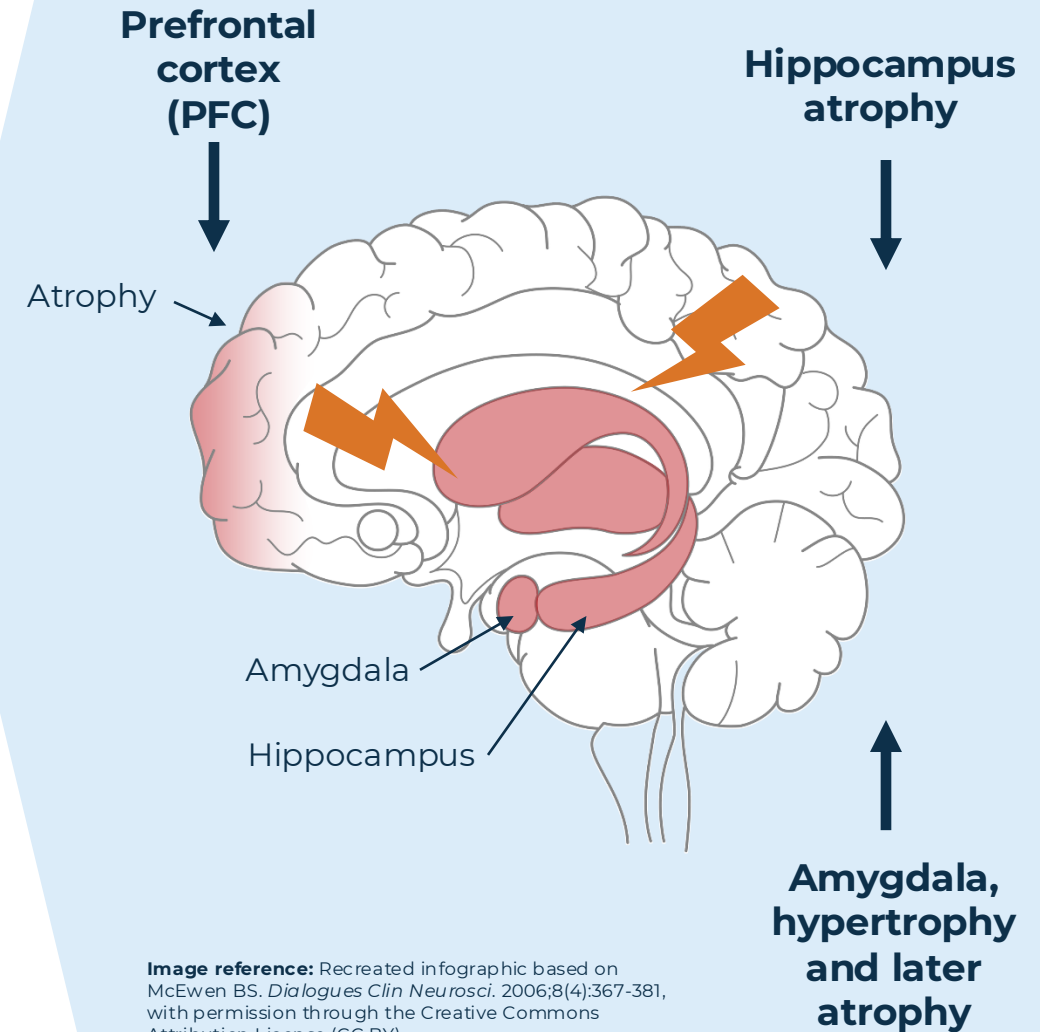 Prefrontal
cortex
(PFC)
Hippocampus
atrophy
Atrophy
Amygdala
Hippocampus
Amygdala,
hypertrophy
and later
atrophy
Image reference: Recreated infographic based on
McEwen BS. Dialogues Clin Neurosci. 2006;8(4):367-381,
with permission through the Creative Commons